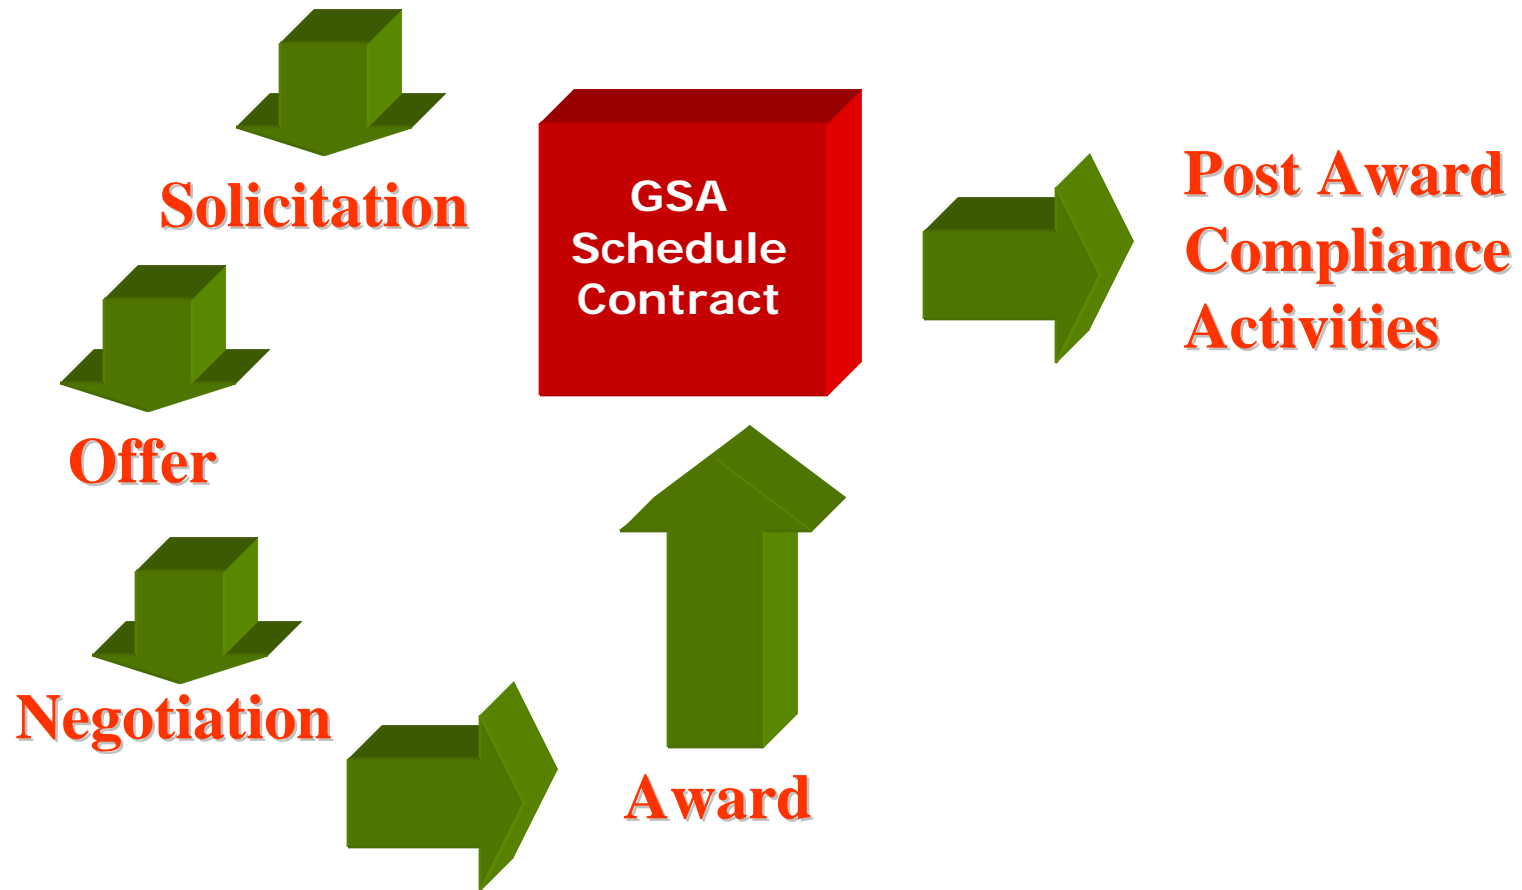 Solicitation
Offer
Negotiation
Award
GSA
Schedule
Contract
Post Award
Compliance
Activities